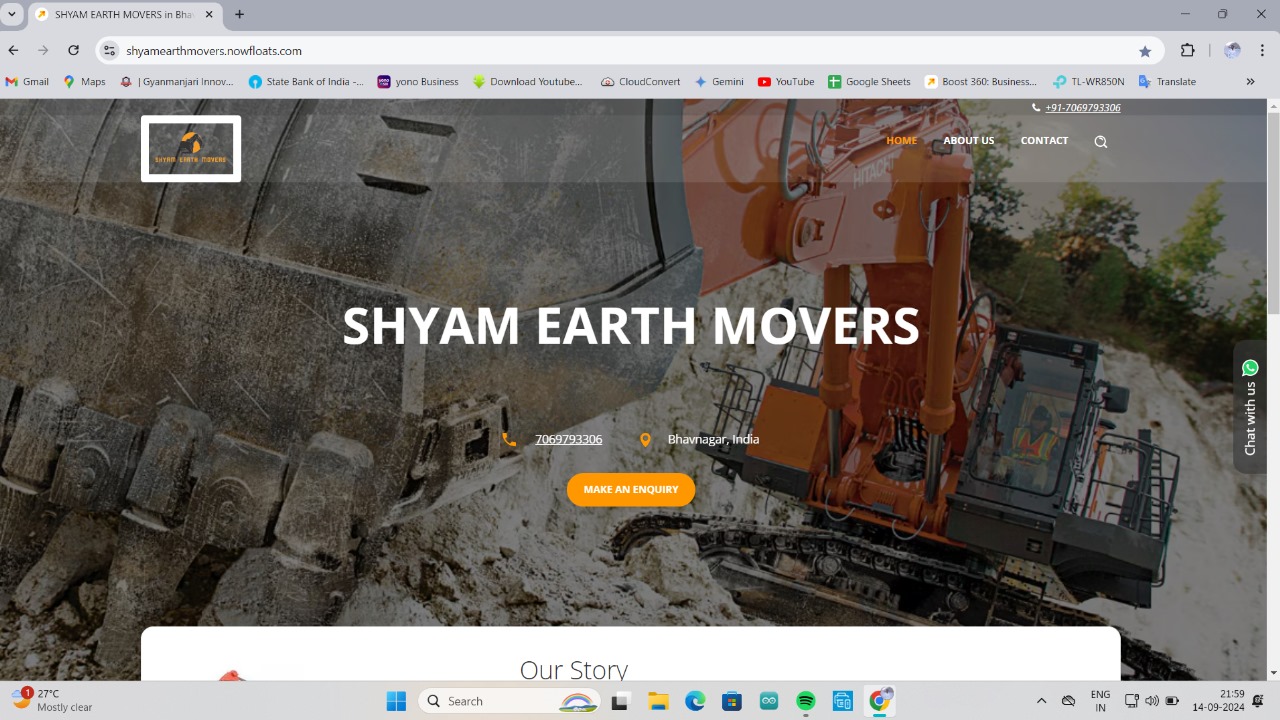 SHYAM EARTH MOVERS in Bha
shyamearthmovers.nowfloats.com
Gmail
Maps
| Gyanmanjari Innov...
State Bank of India -...
yono Business
Download Youtube...
CloudConvert
Gemini
YouTube
Google Sheets
Boost 360: Business...
TL-WR850N
Translate
+91-7069793306
SHYAM EARTH MOVERS
HOME
ABOUT US
CONTACT
HITACHI
SHYAM EARTH MOVERS
7069793306
Bhavnagar, India
MAKE AN ENQUIRY
Chat with us
Our Story
1
27°C
Mostly clear
Search
ENG
IN
21:59
14-09-2024